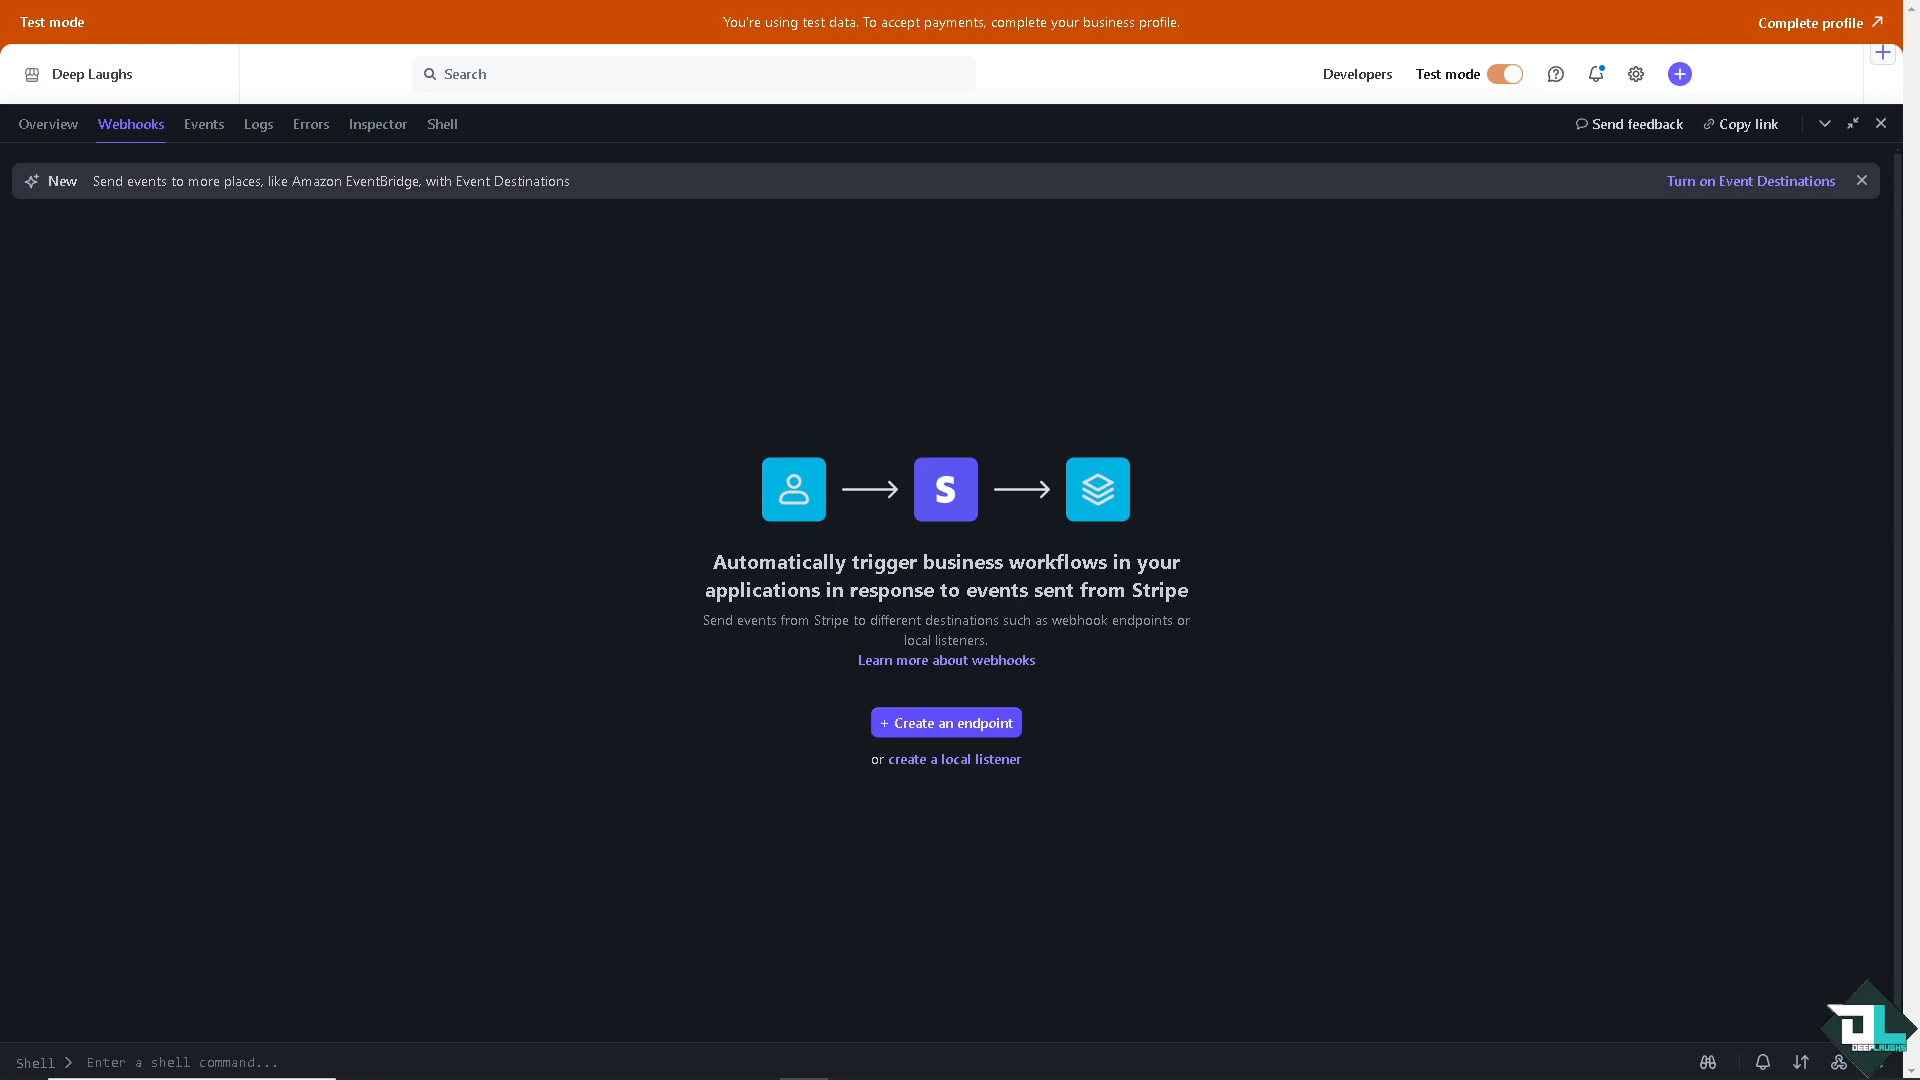 Test mode
You're using test data. To accept payments, complete your business profile.
Complete profile
Deep Laughs
Search
Developers
Test mode
Overview
Webhooks
Events
Logs
Errors
Inspector
Shell
Send feedback
Copy link
New
Send events to more places, like Amazon EventBridge, with Event Destinations
Turn on Event Destinations
S
Automatically trigger business workflows in your
applications in response to events sent from Stripe
Send events from Stripe to different destinations such as webhook endpoints or
local listeners.
Learn more about webhooks
+ Create an endpoint
or create a local listener
Shell
Enter a shell command...
DL
DEEPLAUGHS